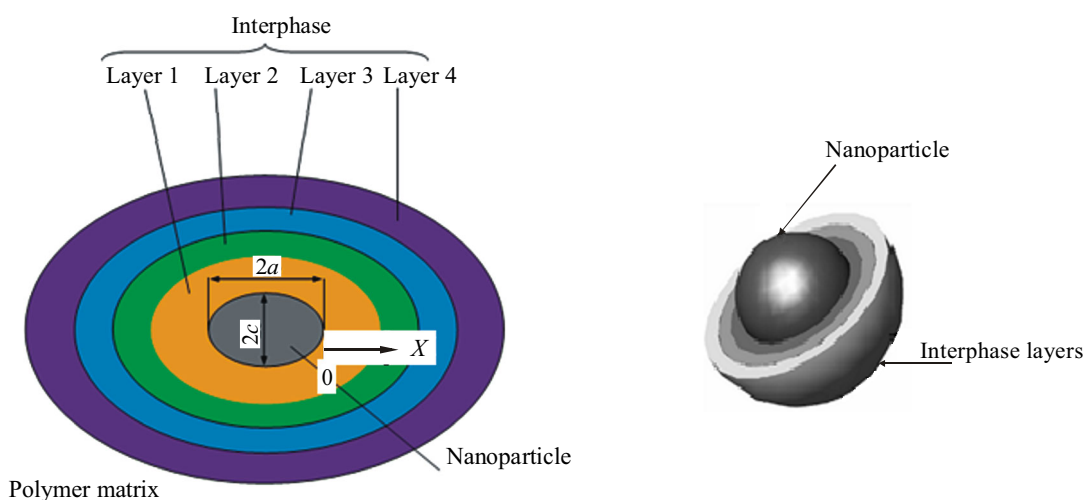 Interphase
Layer 1 Layer 2 Layer 3 Layer 4
Nanoparticle
2a
2c
X
Interphase layers
0
Nanoparticle
Polymer matrix